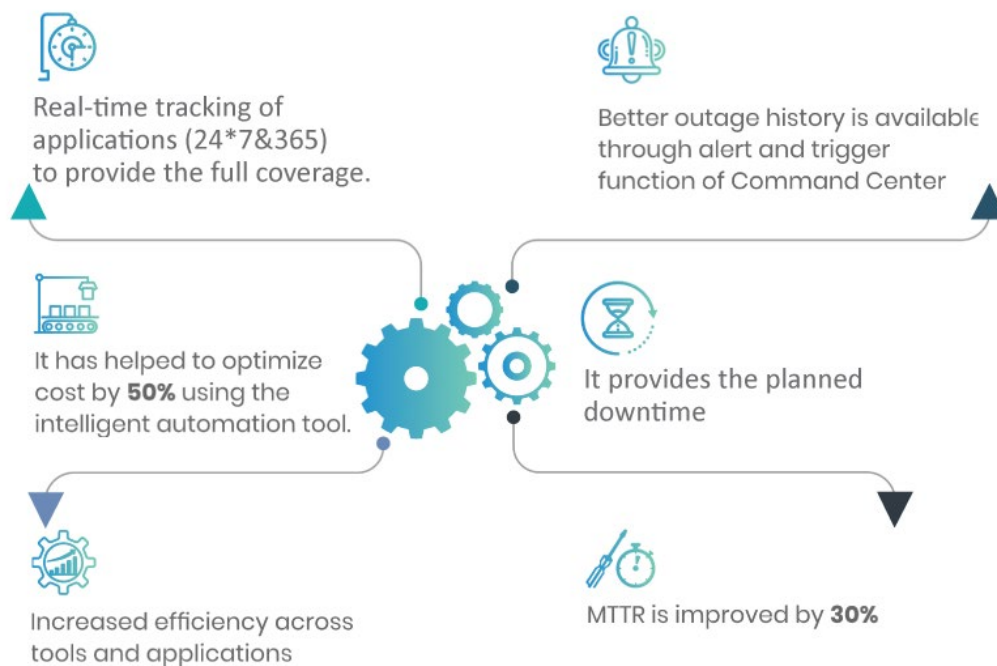 Real-time tracking of
applications (24*7&365)
to provide the full coverage.
Better outage history is available
through alert and trigger
function of Command Center
It has helped to optimize
cost by 50% using the
intelligent automation tool.
It provides the planned
downtime
Increased efficiency across
tools and applications
MTTR is improved by 30%